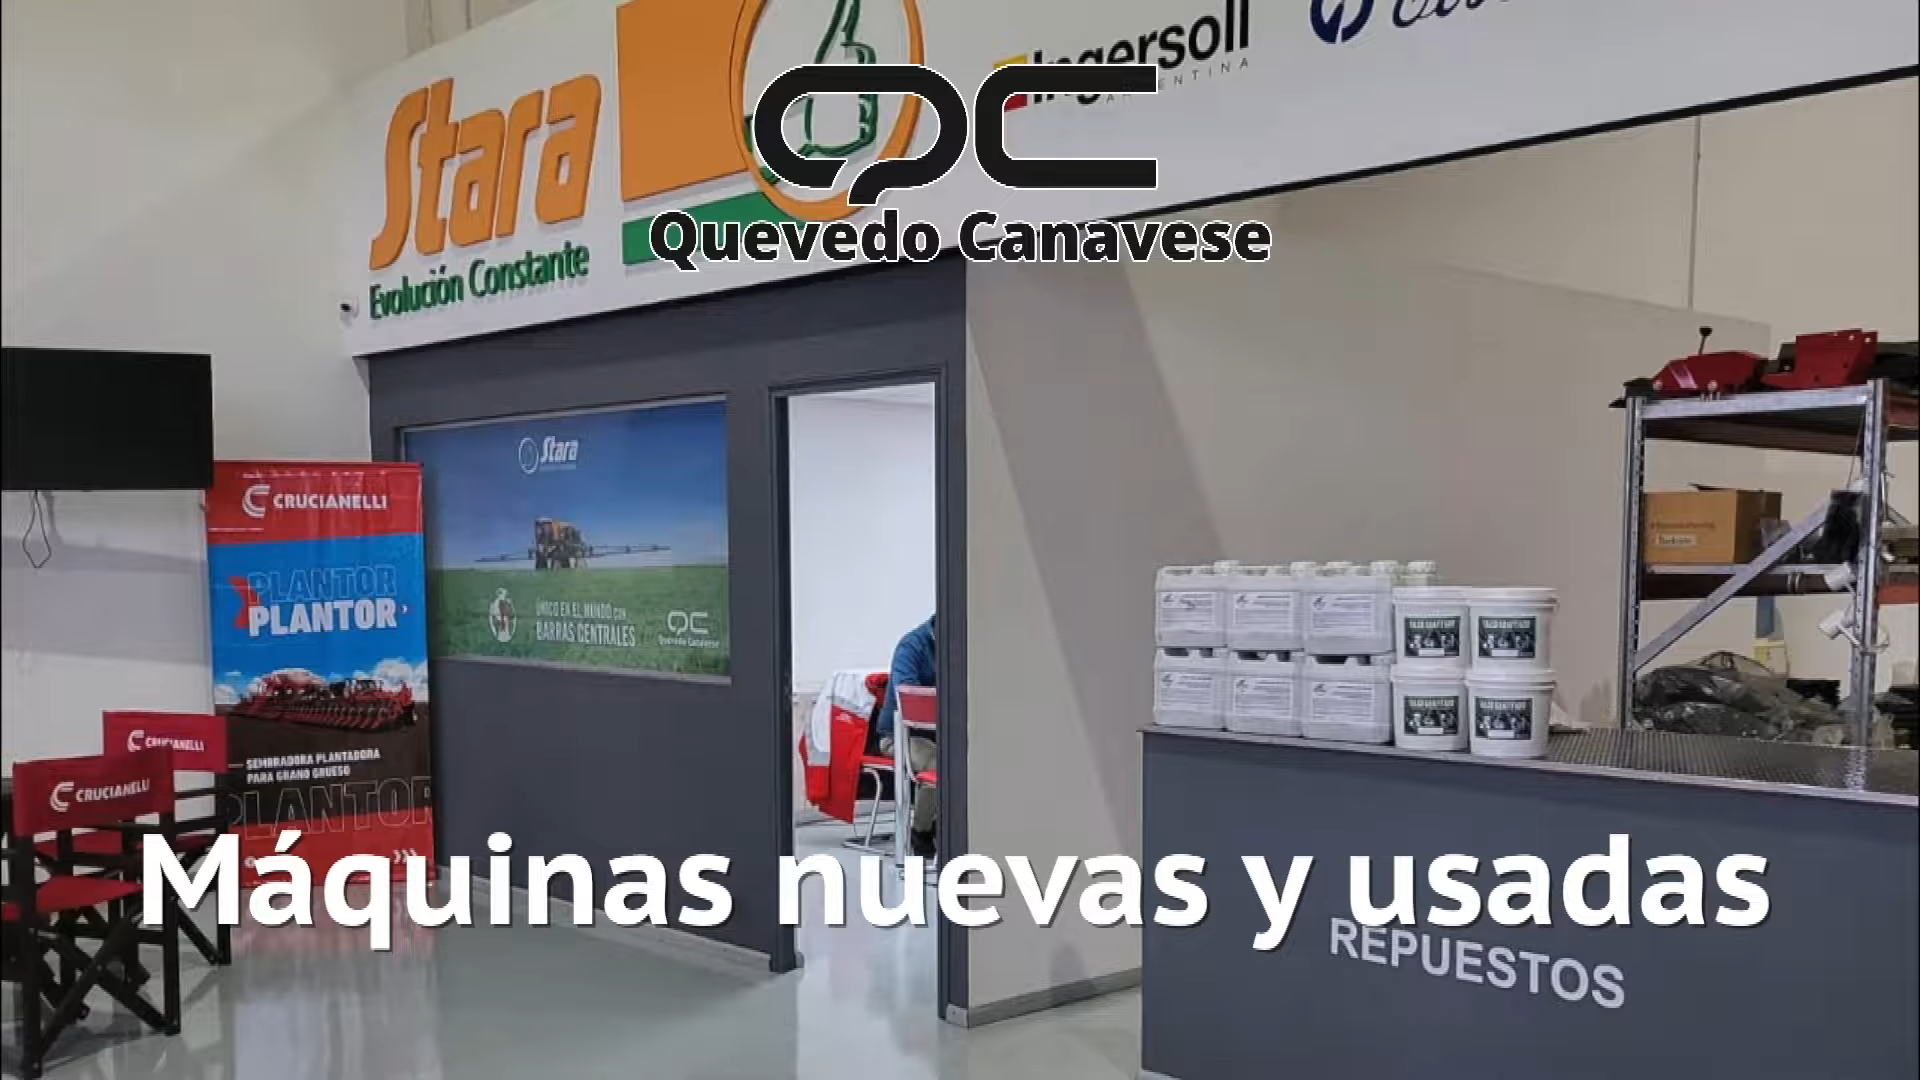 Stara
Evolución Constante
Ingersoll
ARGENTINA
QC
Quevedo Canavese
Stara
ÚNICO EN EL MUNDO CON
BARRAS CENTRALES
QC
Quevedo Canavese
CRUCIANELLI
PLANTOR
PLANTOR
SEMBRADORA PLANTADORA
PARA GRANO GRUESO
PLANTOR
CRUCIANELLI
CRUCIANELLI
Máquinas nuevas y usadas
REPUESTOS